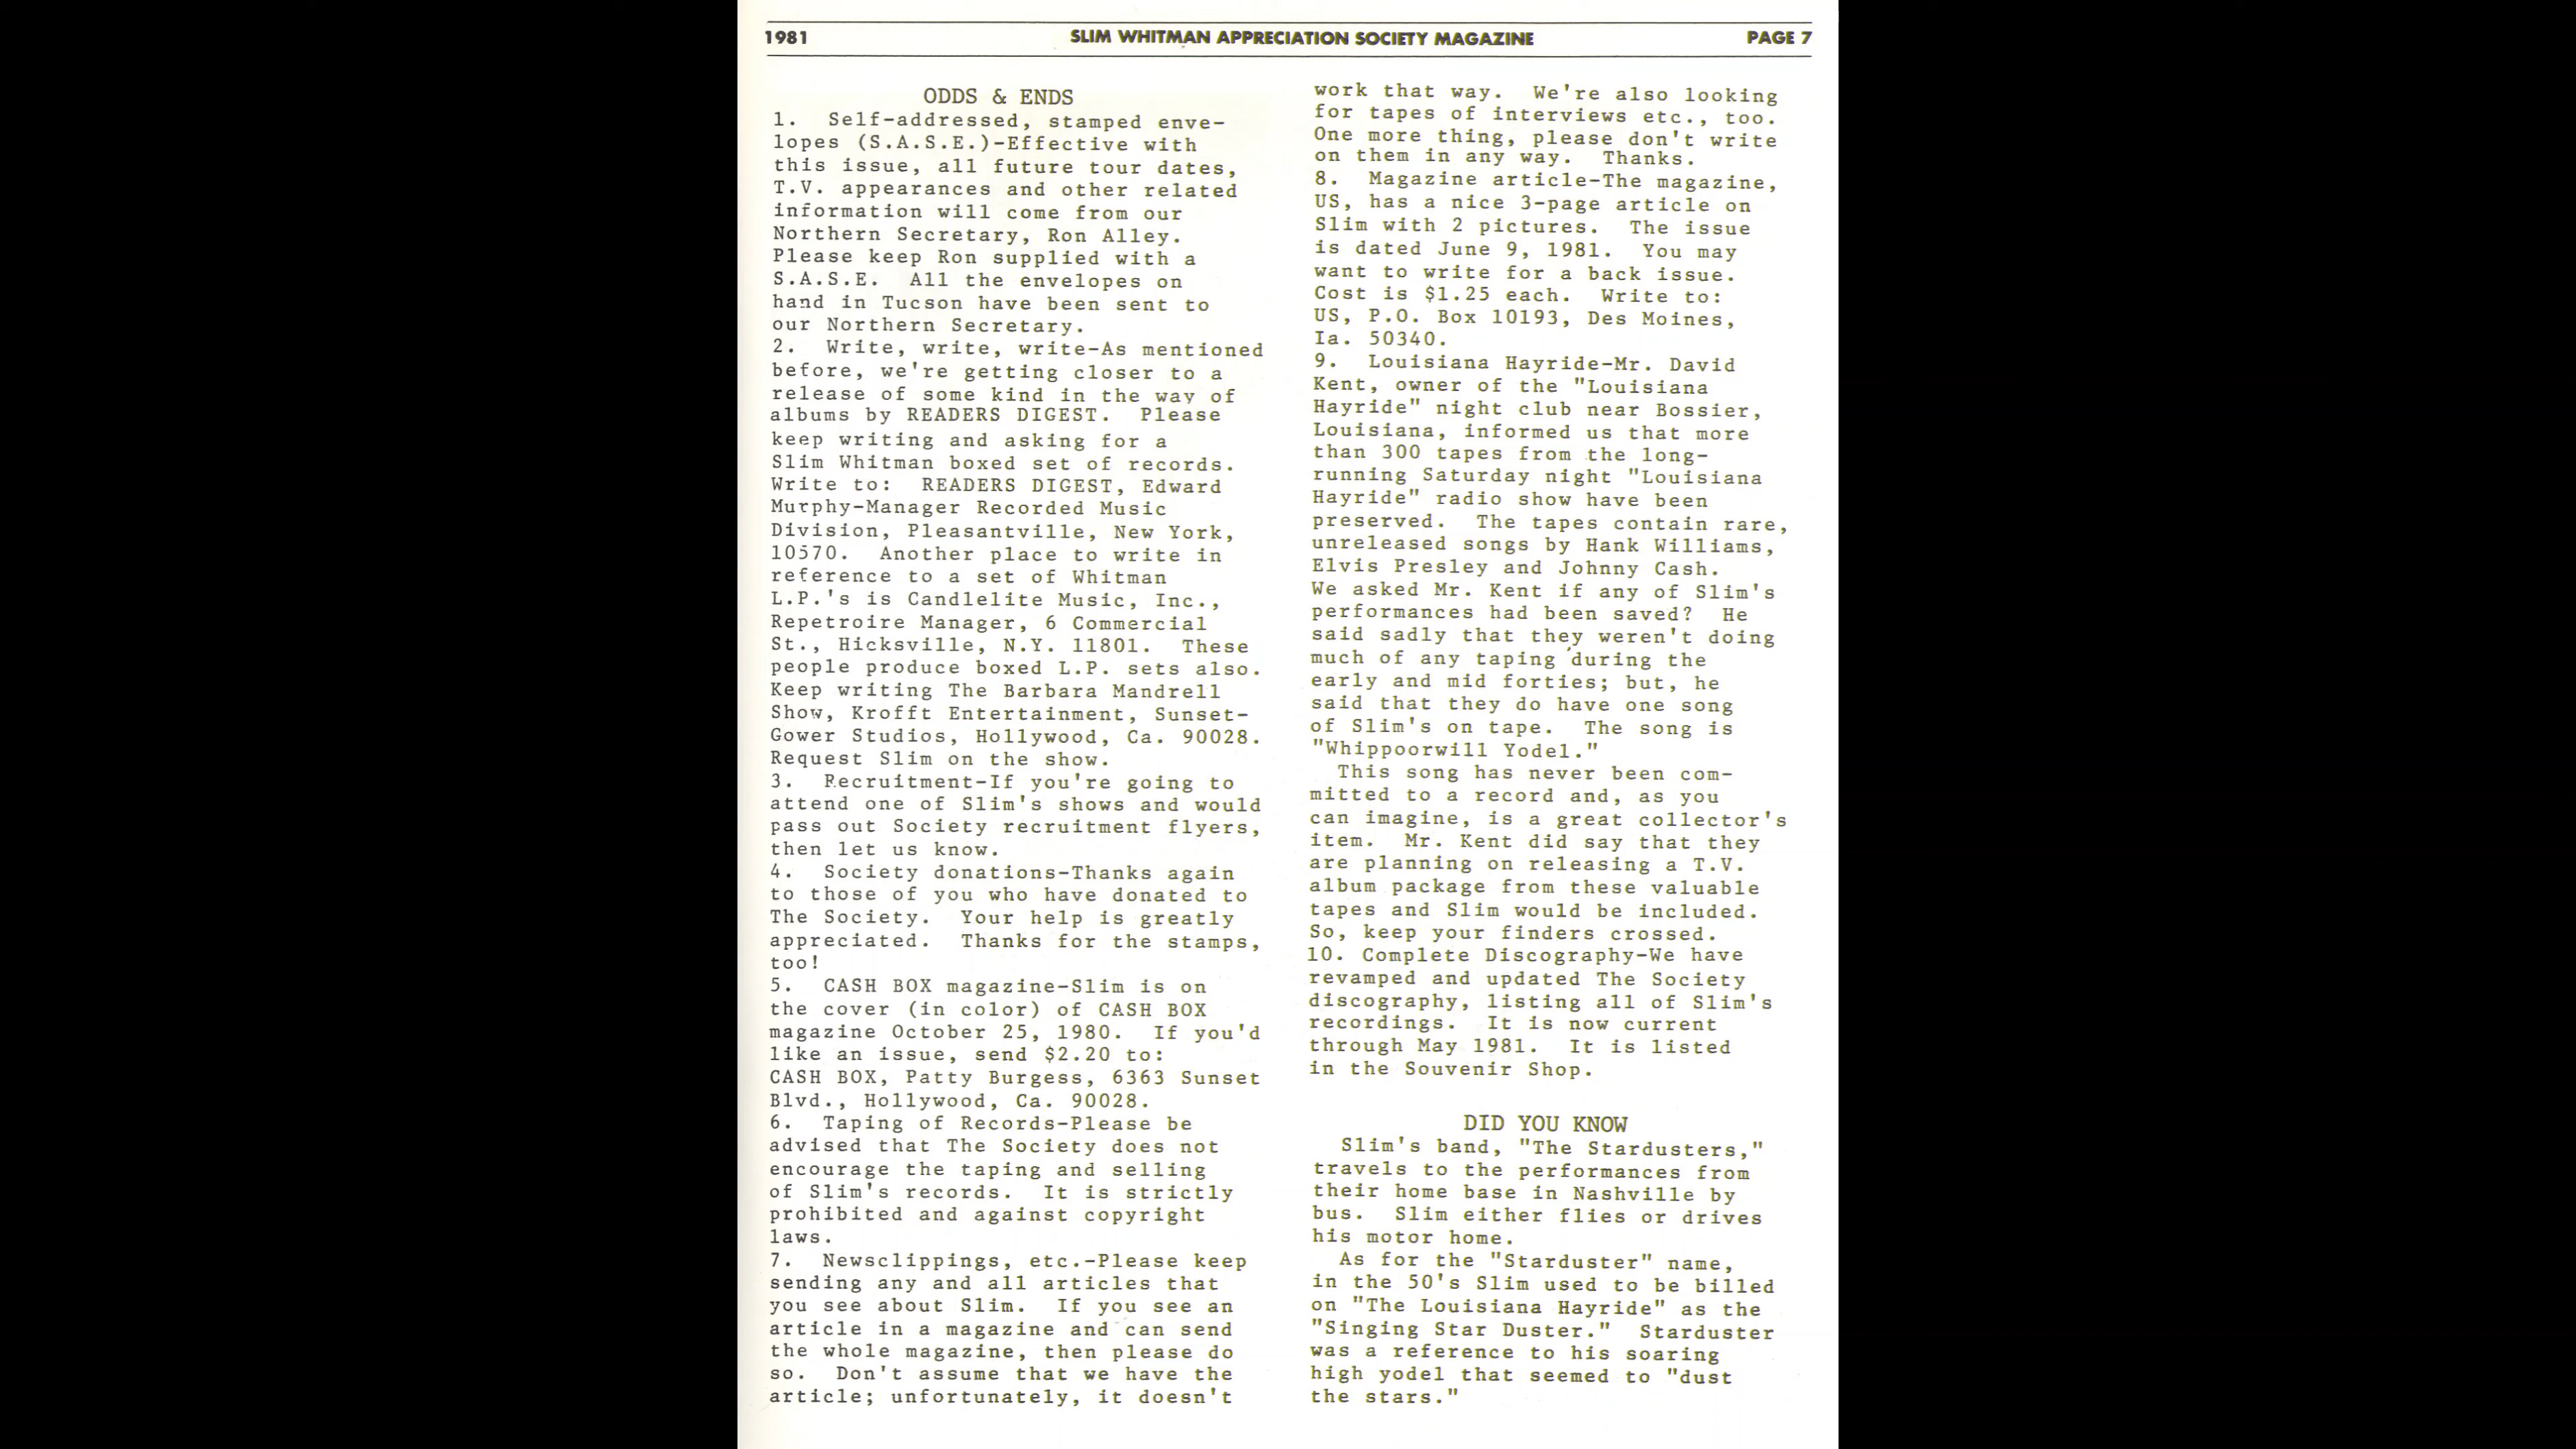 1981 SLIM WHITMAN APPRECIATION SOCIETY MAGAZINE PAGE 7
ODDS & ENDS
1. Self-addressed, stamped enve-
lopes (S.A.S.E.)-Effective with
this issue, all future tour dates,
T.V. appearances and other related
information will come from our
Northern Secretary, Ron Alley.
Please keep Ron supplied with a
S.A.S.E. All the envelopes on
hand in Tucson have been sent to
our Northern Secretary.
2. Write, write, write-As mentioned
before, we're getting closer to a
release of some kind in the way of
albums by READERS DIGEST. Please
keep writing and asking for a
Slim Whitman boxed set of records.
Write to: READERS DIGEST, Edward
Murphy-Manager Recorded Music
Division, Pleasantville, New York,
10570. Another place to write in
reference to a set of Whitman
L.P.'s is Candlelite Music, Inc.,
Repetroire Manager, 6 Commercial
St., Hicksville, N.Y. 11801. These
people produce boxed L.P. sets also.
Keep writing The Barbara Mandrell
Show, Krofft Entertainment, Sunset-
Gower Studios, Hollywood, Ca. 90028.
Request Slim on the show.
3. Recruitment-If you're going to
attend one of Slim's shows and would
pass out Society recruitment flyers,
then let us know.
4. Society donations-Thanks again
to those of you who have donated to
The Society. Your help is greatly
appreciated. Thanks for the stamps,
too!
5. CASH BOX magazine-Slim is on
the cover (in color) of CASH BOX
magazine October 25, 1980. If you'd
like an issue, send $2.20 to:
CASH BOX, Patty Burgess, 6363 Sunset
Blvd., Hollywood, Ca. 90028.
6. Taping of Records-Please be
advised that The Society does not
encourage the taping and selling
of Slim's records. It is strictly
prohibited and against copyright
laws.
7. Newsclippings, etc.-Please keep
sending any and all articles that
you see about Slim. If you see an
article in a magazine and can send
the whole magazine, then please do
so. Don't assume that we have the
article; unfortunately, it doesn't
work that way. We're also looking
for tapes of interviews etc., too.
One more thing, please don't write
on them in any way. Thanks.
8. Magazine article-The magazine,
US, has a nice 3-page article on
Slim with 2 pictures. The issue
is dated June 9, 1981. You may
want to write for a back issue.
Cost is $1.25 each. Write to:
US, P.O. Box 10193, Des Moines,
Ia. 50340.
9. Louisiana Hayride-Mr. David
Kent, owner of the "Louisiana
Hayride" night club near Bossier,
Louisiana, informed us that more
than 300 tapes from the long-
running Saturday night "Louisiana
Hayride" radio show have been
preserved. The tapes contain rare,
unreleased songs by Hank Williams,
Elvis Presley and Johnny Cash.
We asked Mr. Kent if any of Slim's
performances had been saved? He
said sadly that they weren't doing
much of any taping during the
early and mid forties; but, he
said that they do have one song
of Slim's on tape. The song is
"Whippoorwill Yodel."
This song has never been com-
mitted to a record and, as you
can imagine, is a great collector's
item. Mr. Kent did say that they
are planning on releasing a T.V.
album package from these valuable
tapes and Slim would be included.
So, keep your finders crossed.
10. Complete Discography-We have
revamped and updated The Society
discography, listing all of Slim's
recordings. It is now current
through May 1981. It is listed
in the Souvenir Shop.
DID YOU KNOW
Slim's band, "The Stardusters,"
travels to the performances from
their home base in Nashville by
bus. Slim either flies or drives
his motor home.
As for the "Starduster" name,
in the 50's Slim used to be billed
on "The Louisiana Hayride" as the
"Singing Star Duster." Starduster
was a reference to his soaring
high yodel that seemed to "dust
the stars."